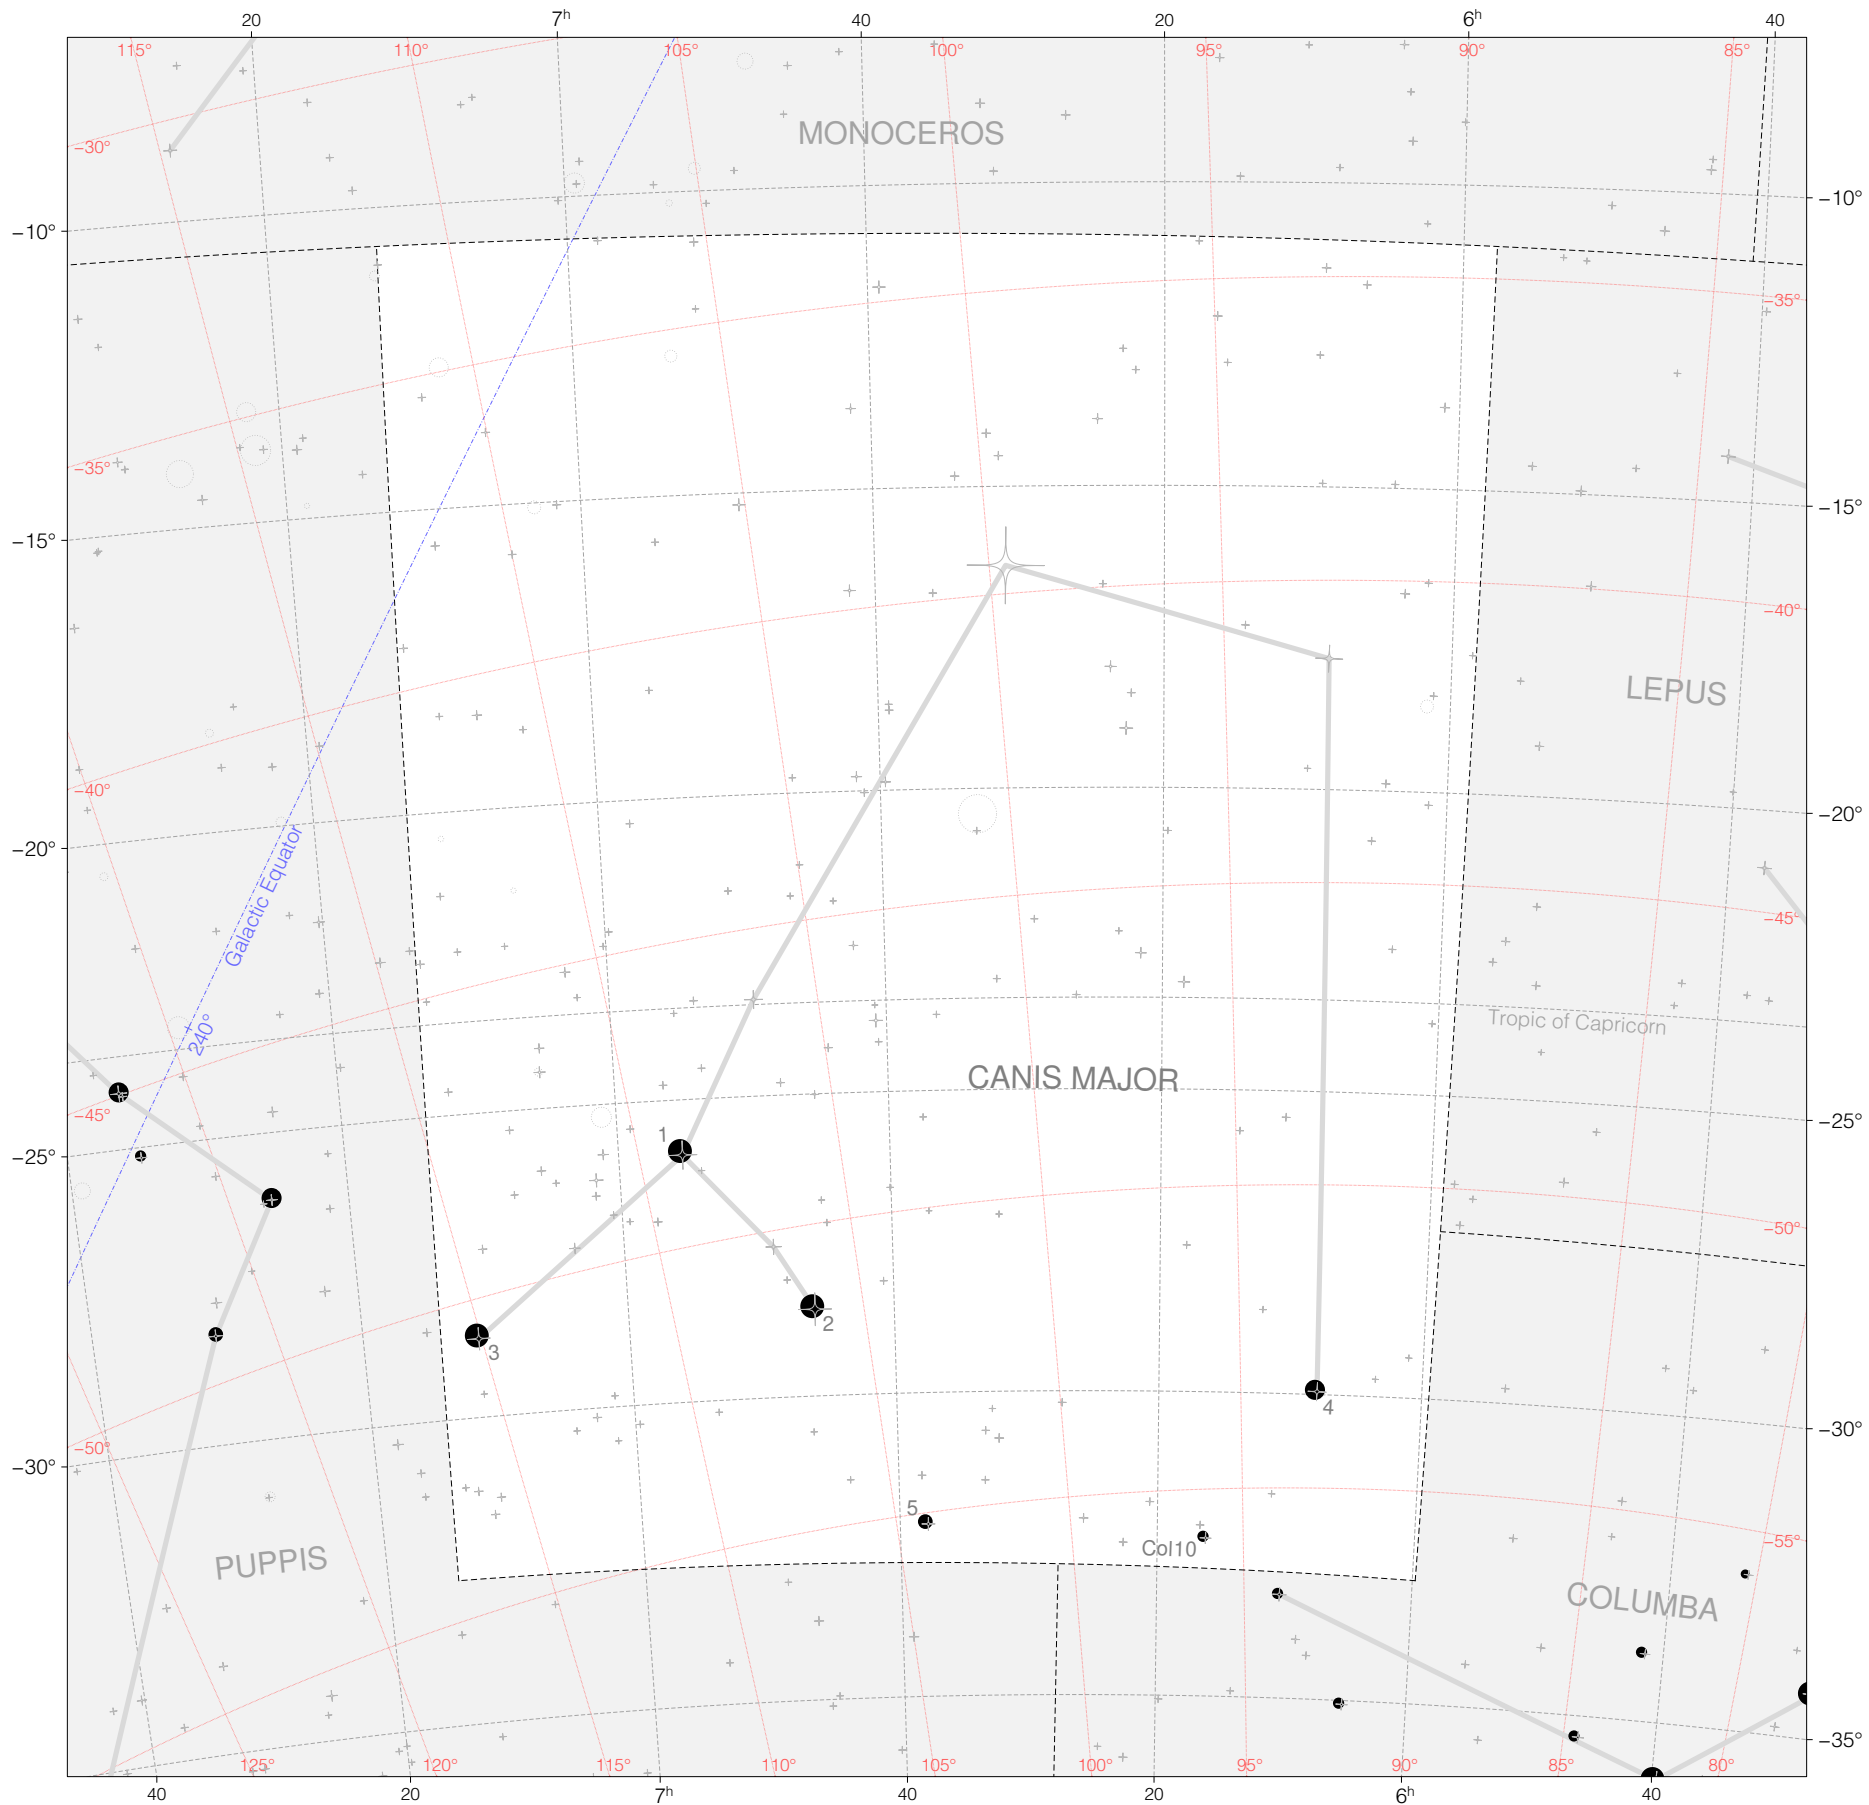 20 7h 40 20 6h 40
115° 110° 105° 100° 95° 90° 85°
MONOCEROS
−30°
−10° −10°
−35°
−35°
−15° −15°
−40°
LEPUS
−40°
−20° −20°
Galactic Equator
−45°
240°
Tropic of Capricorn
CANIS MAJOR
−45°
−25° −25°
1
−50°
2
3
4
−50°
−30° −30°
5
Col10
−55°
PUPPIS
COLUMBA
−35°
125° 120° 115° 110° 105° 100° 95° 90° 85° 80°
40 20 7h 40 20 6h 40